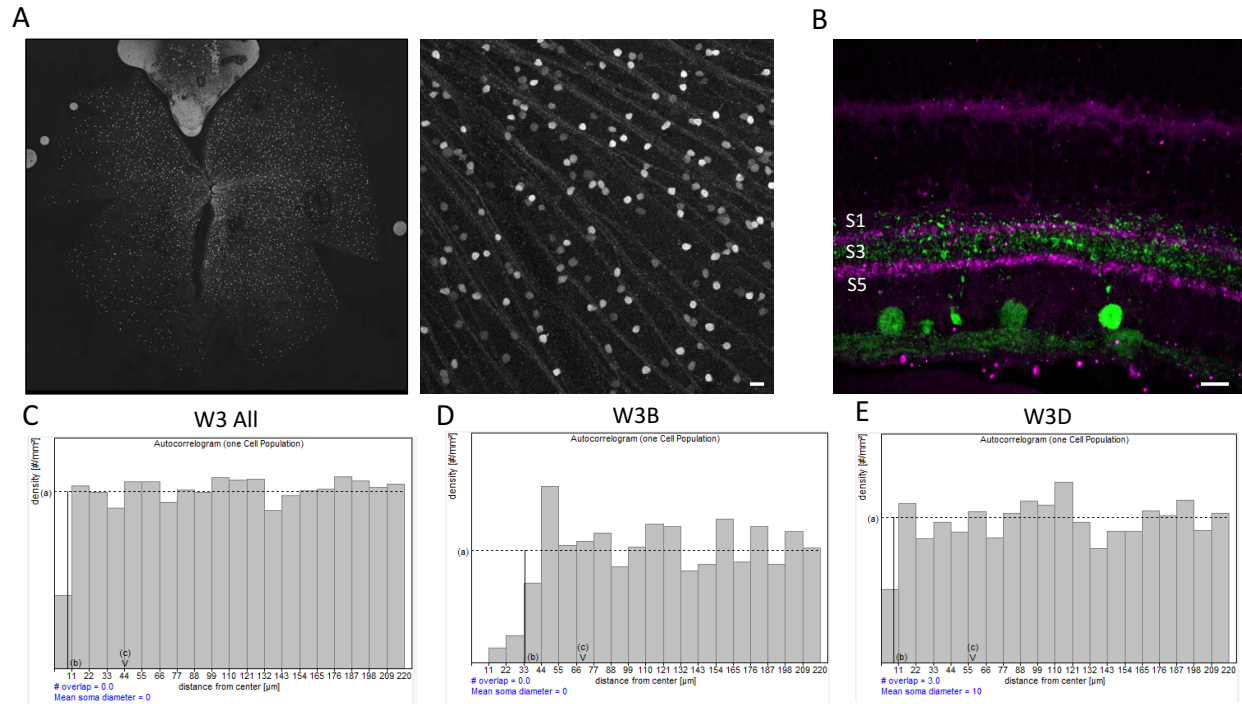 A
B
S1
S3
S5
C
W3 All
Autocorrelogram (one Cell Population)
density [#/mm²]
(a)
(b)
(c)
V
11 22 33 44 55 66 77 88 99 110 121 132 143 154 165 176 187 198 209 220
# overlap = 0.0
distance from center [µm]
Mean soma diameter = 0
D
W3B
Autocorrelogram (one Cell Population)
density [#/mm²]
(a)
(b)
(c)
V
11 22 33 44 55 66 77 88 99 110 121 132 143 154 165 176 187 198 209 220
# overlap = 0.0
distance from center [µm]
Mean soma diameter = 0
E
W3D
Autocorrelogram (one Cell Population)
density [#/mm²]
(a)
(b)
(c)
V
11 22 33 44 55 66 77 88 99 110 121 132 143 154 165 176 187 198 209 220
# overlap = 3.0
distance from center [µm]
Mean soma diameter = 10